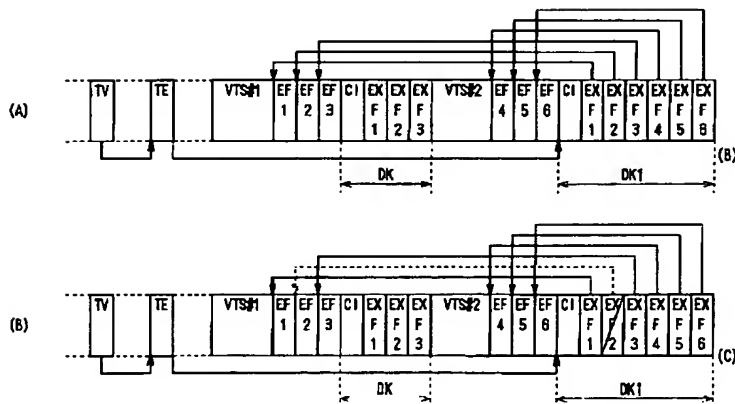 (A)
TV
TE
VTS#1
EF 1
EF 2
EF 3
CI
EX F 1
EX F 2
EX F 3
VTS#2
EF 4
EF 5
EF 6
CI
EX F 1
EX F 2
EX F 3
EX F 4
EX F 5
EX F 6
(B)
DK
DK1
(B)
TV
TE
VTS#1
EF 1
EF 2
EF 3
CI
EX F 1
EX F 2
EX F 3
VTS#2
EF 4
EF 5
EF 6
CI
EX F 1
EX F 2
EX F 3
EX F 4
EX F 5
EX F 6
(C)
DK
DK1